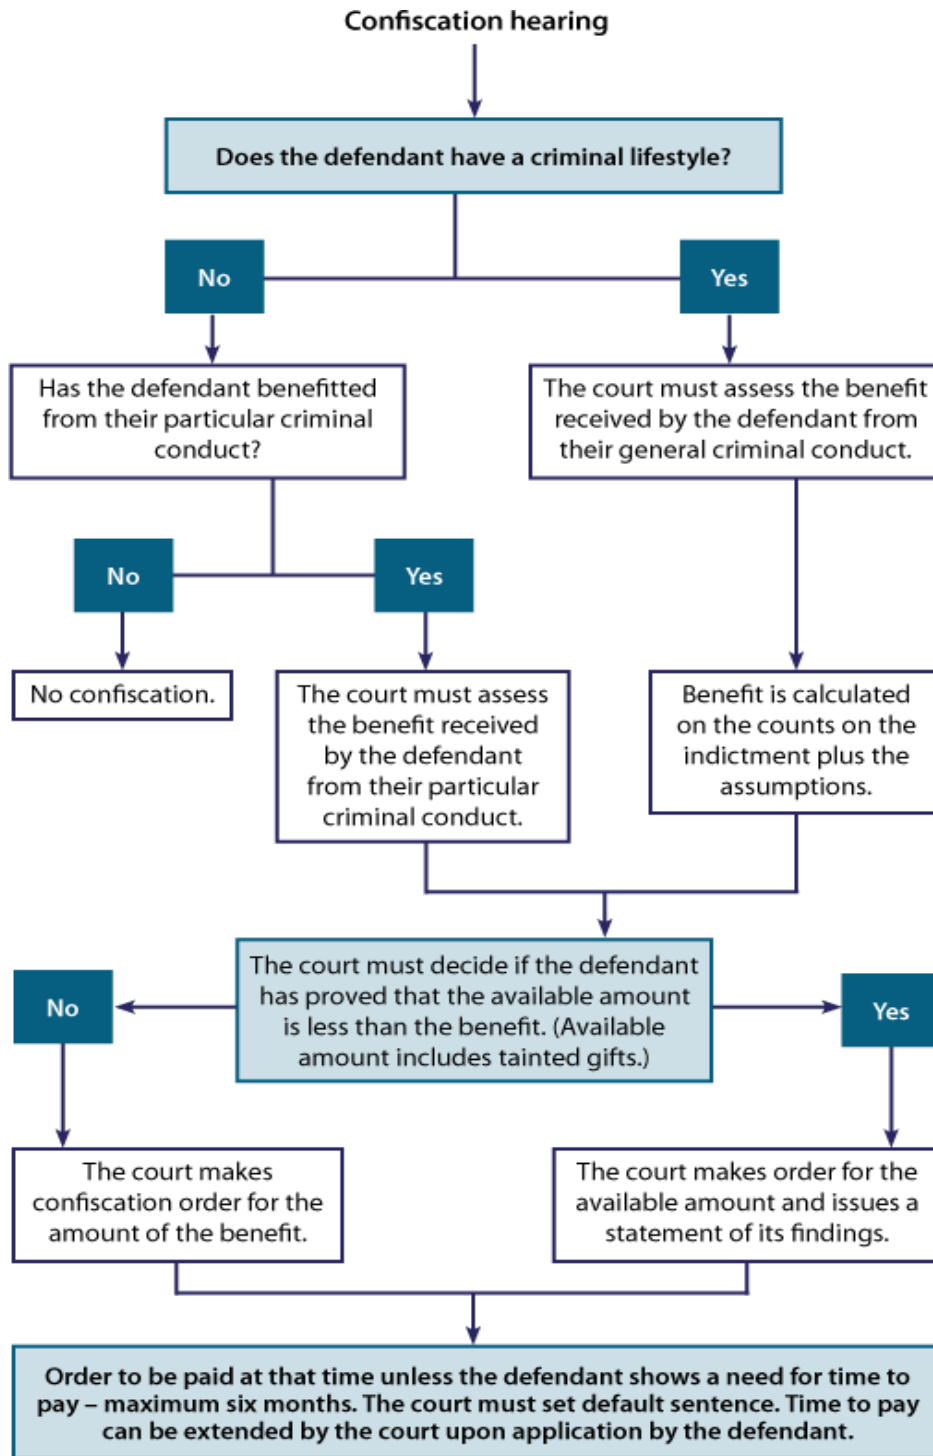 Confiscation hearing
Does the defendant have a criminal lifestyle?
No
Yes
Has the defendant benefitted
from their particular criminal
conduct?
The court must assess the benefit
received by the defendant from
their general criminal conduct.
No
Yes
No confiscation.
The court must assess
the benefit received
by the defendant
from their particular
criminal conduct.
Benefit is calculated
on the counts on the
indictment plus the
assumptions.
The court must decide if the defendant
has proved that the available amount
is less than the benefit. (Available
amount includes tainted gifts.)
No
Yes
The court makes
confiscation order for the
amount of the benefit.
The court makes order for the
available amount and issues a
statement of its findings.
Order to be paid at that time unless the defendant shows a need for time to
pay – maximum six months. The court must set default sentence. Time to pay
can be extended by the court upon application by the defendant.